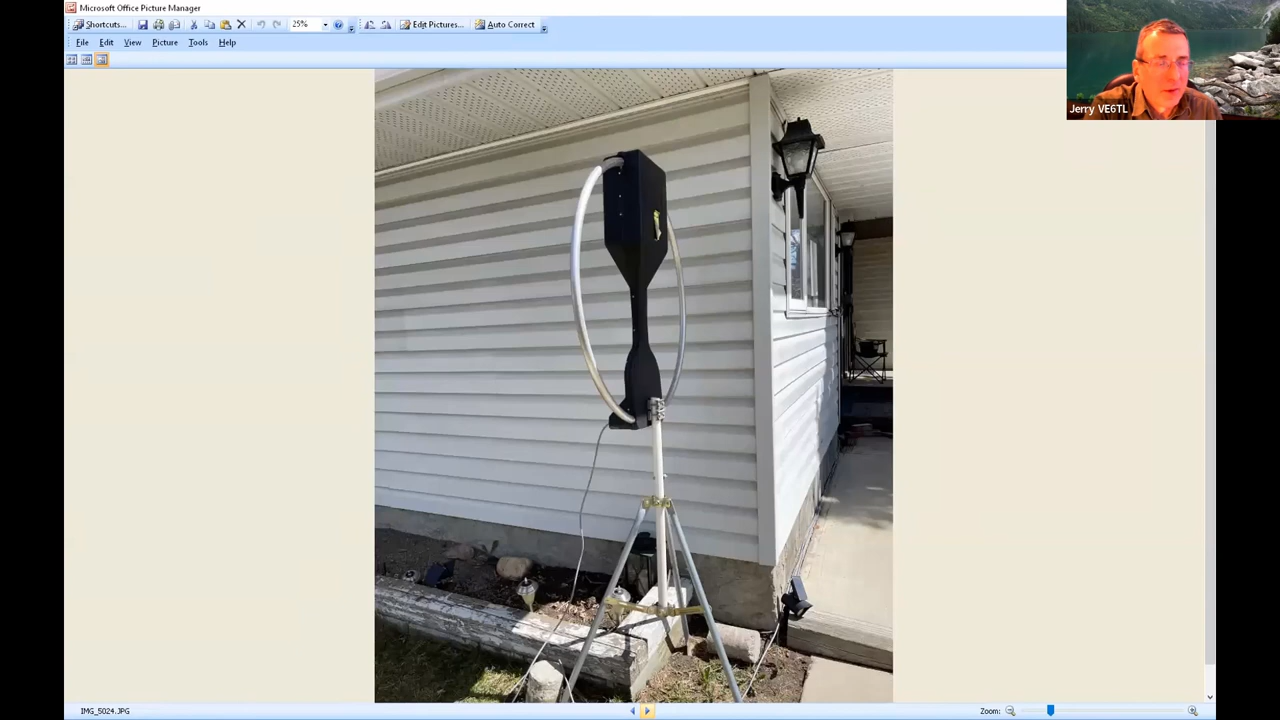 Microsoft Office Picture Manager
Shortcuts...
25%
Edit Pictures...
Auto Correct
File Edit View Picture Tools Help
Jerry VE6TL
IMG_5024.JPG
Zoom: